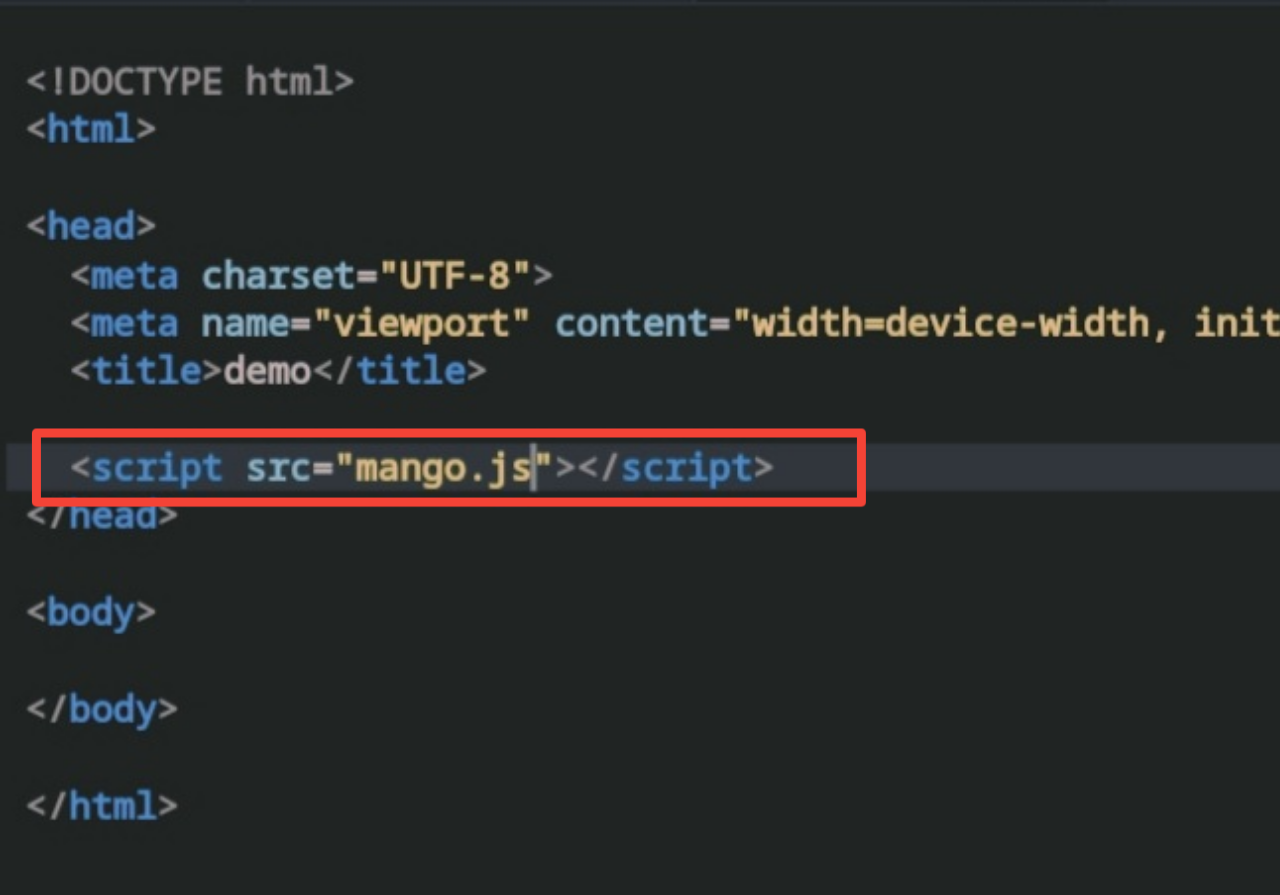 <!DOCTYPE html>
<html>
<head>
<meta charset="UTF-8">
<meta name="viewport" content="width=device-width, init
<title>demo</title>
<script src="mango.js"></script>
</head>
<body>
</body>
</html>